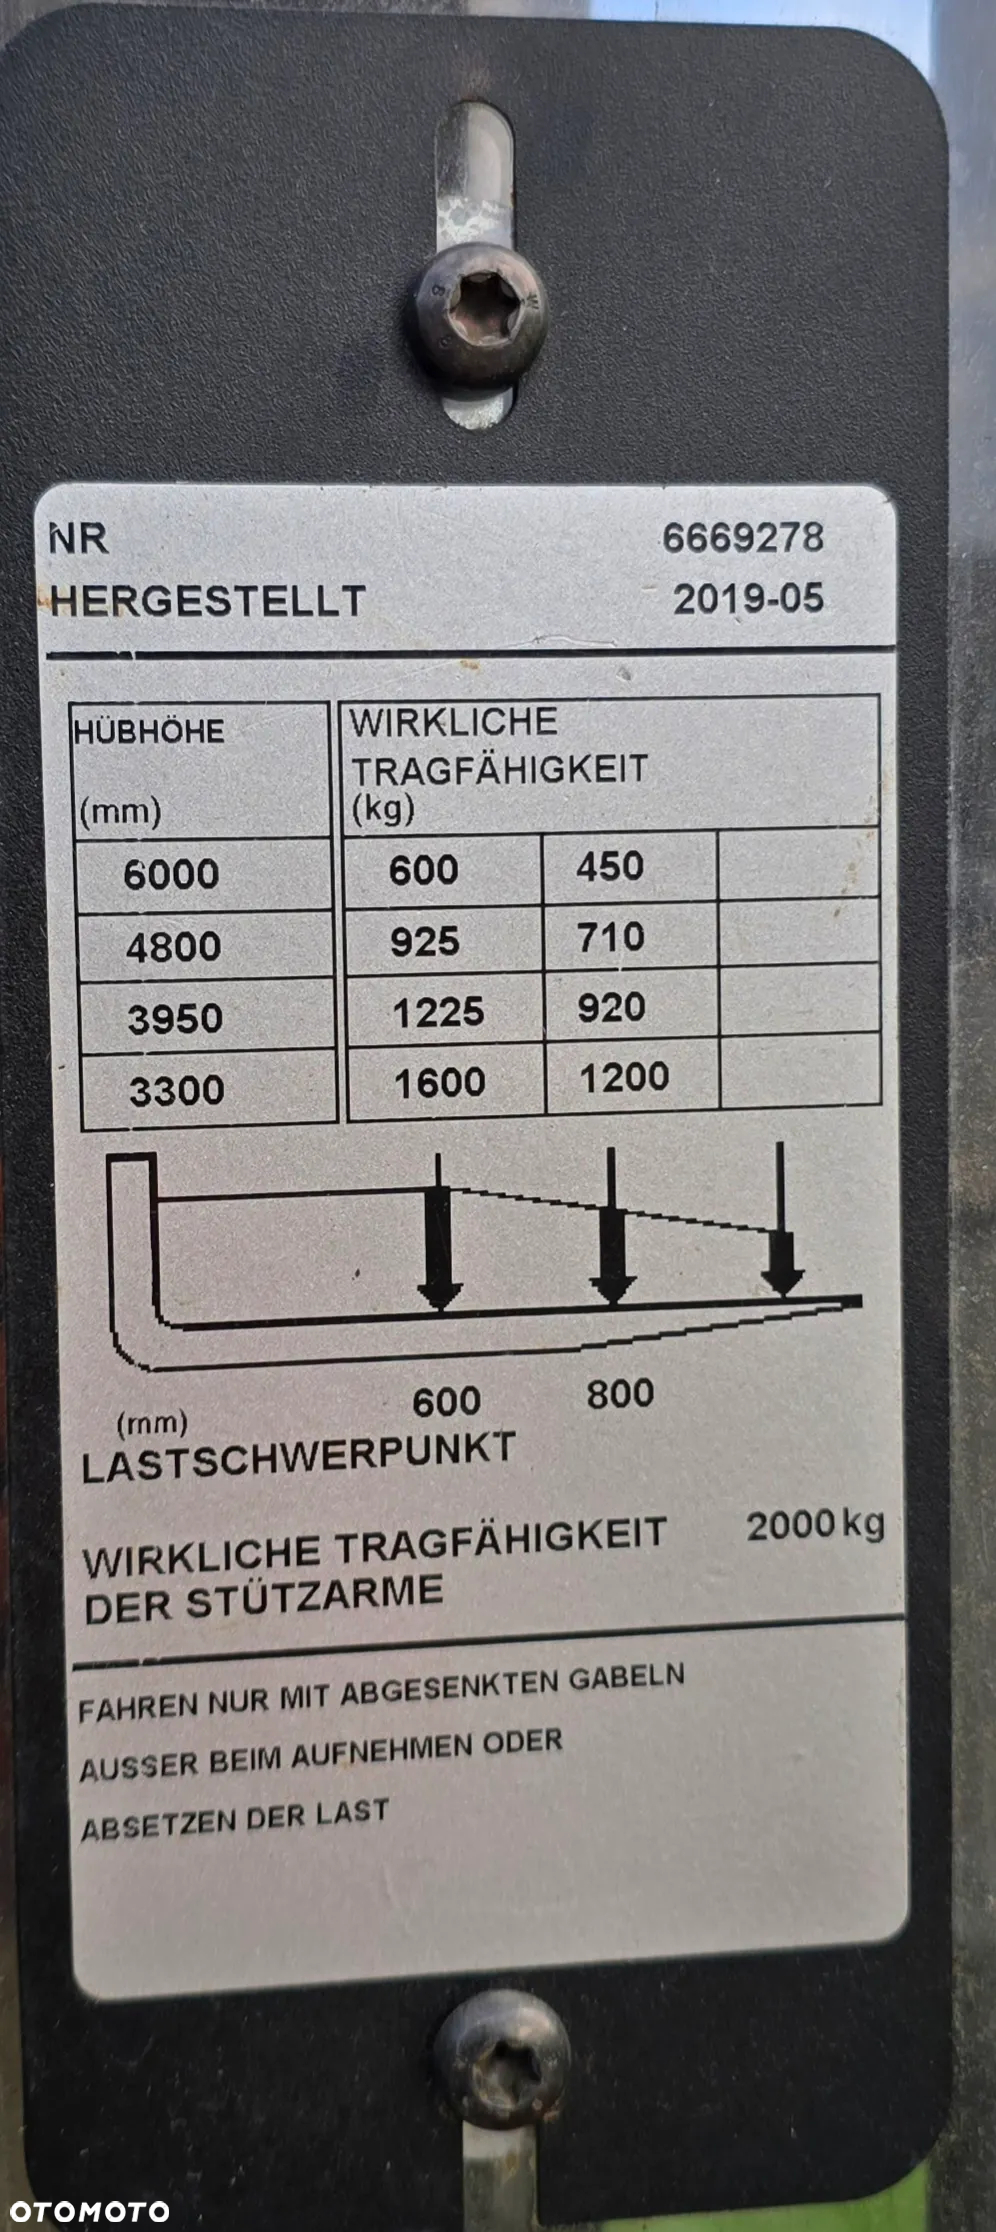 NR 6669278
HERGESTELLT 2019-05
HÜBHÖHE
(mm)
WIRKLICHE
TRAGFÄHIGKEIT
(kg)
6000 600 450
4800 925 710
3950 1225 920
3300 1600 1200
600 800
(mm)
LASTSCHWERPUNKT
WIRKLICHE TRAGFÄHIGKEIT 2000 kg
DER STÜTZARME
FAHREN NUR MIT ABGESENKTEN GABELN
AUSSER BEIM AUFNEHMEN ODER
ABSETZEN DER LAST
OTOMOTO